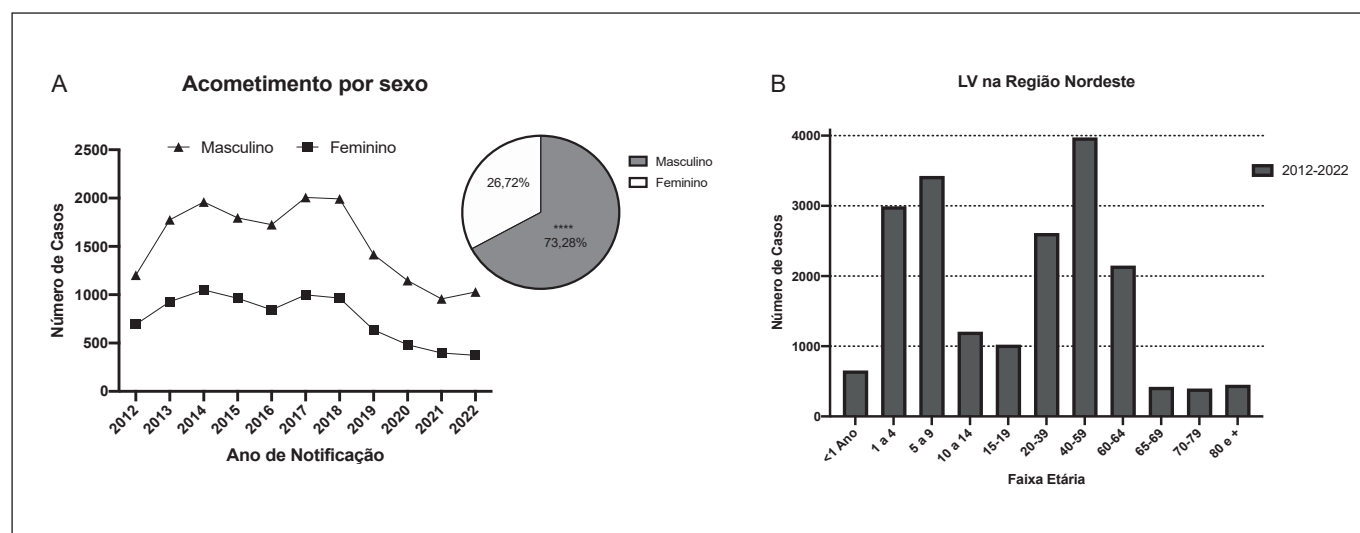 A
Acometimento por sexo
Masculino
Feminino
2500
2000
1500
1000
500
0
Número de Casos
2012
2013
2014
2015
2016
2017
2018
2019
2020
2021
2022
Ano de Notificação
26,72%
****
73,28%
Masculino
Feminino
B
LV na Região Nordeste
4000
3000
2000
1000
0
Número de Casos
2012-2022
<1 Ano
1 a 4
5 a 9
10 a 14
15-19
20-39
40-59
60-64
65-69
70-79
80 e +
Faixa Etária